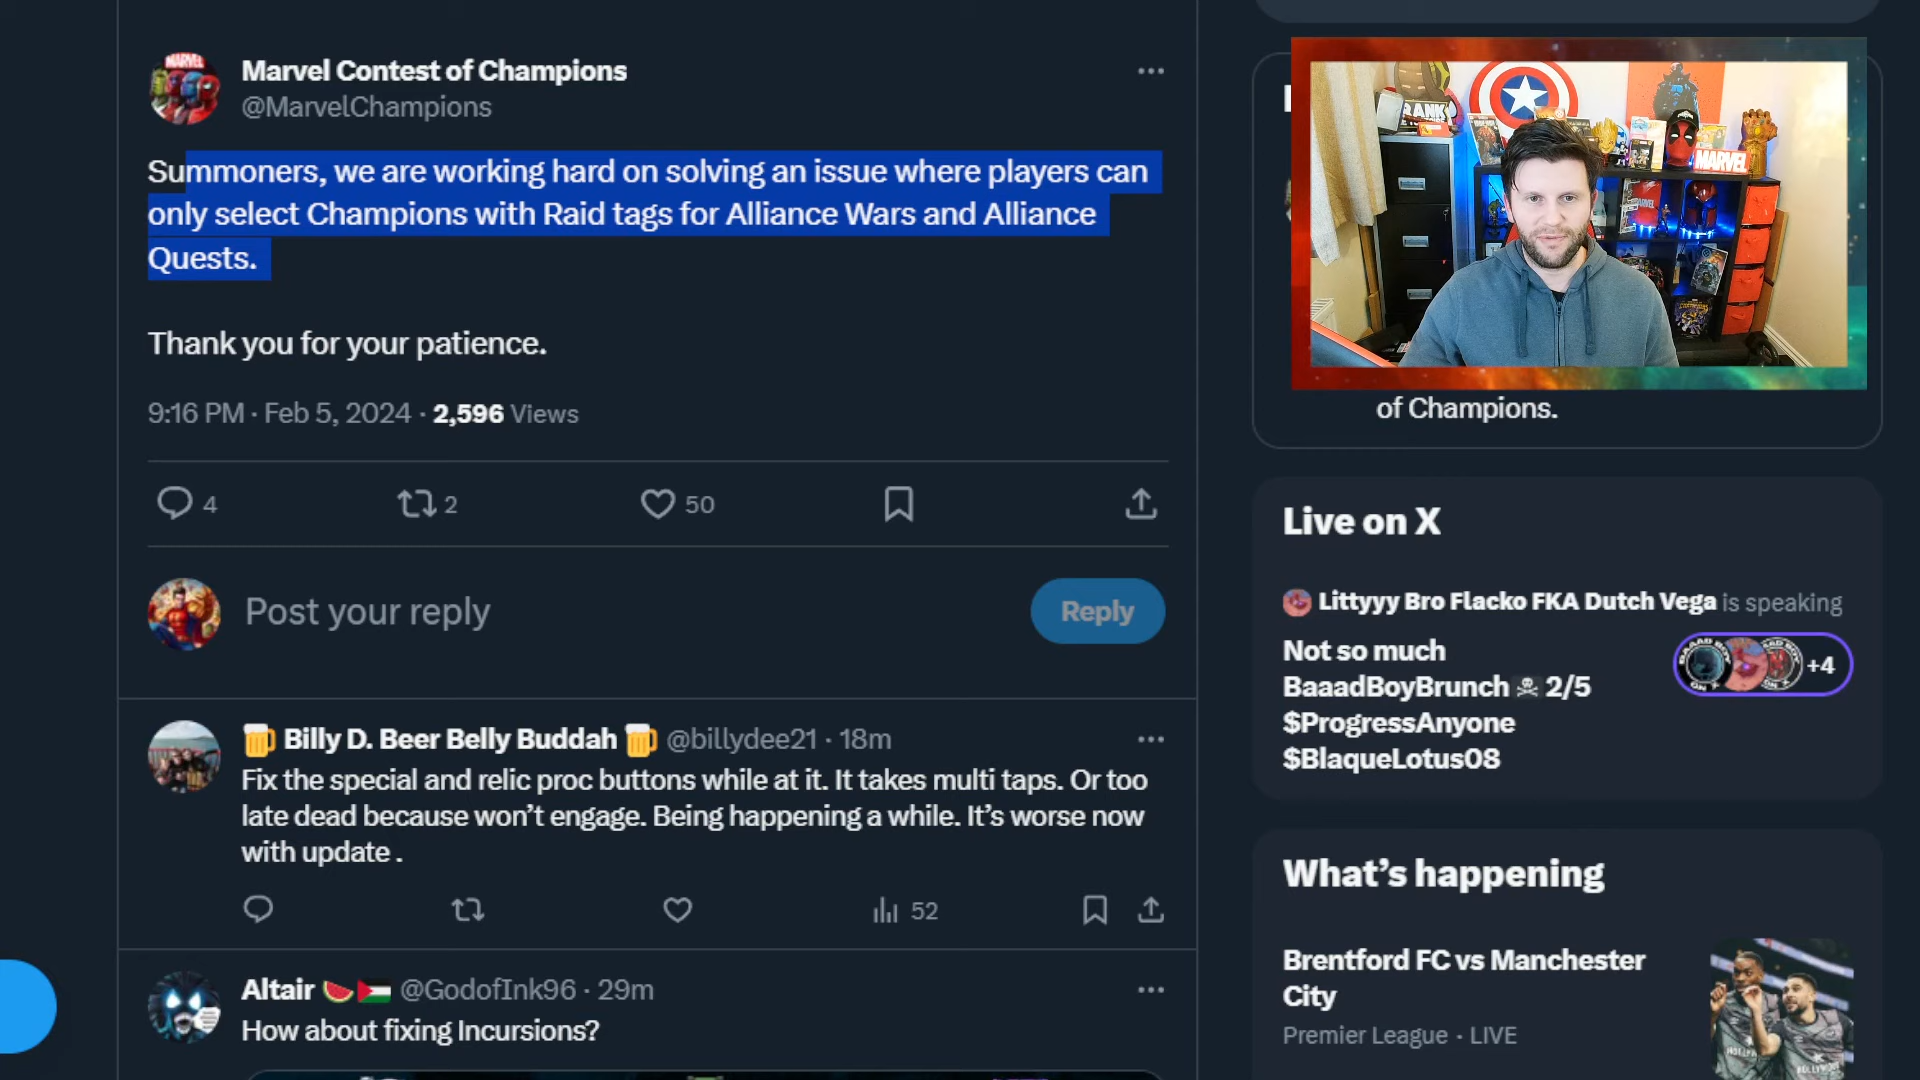 Marvel Contest of Champions
@MarvelChampions
Summoners, we are working hard on solving an issue where players can
only select Champions with Raid tags for Alliance Wars and Alliance
Quests.
Thank you for your patience.
9:16 PM · Feb 5, 2024 · 2,596 Views
4 2 50
Post your reply
Reply
🍺 Billy D. Beer Belly Buddah 🍺 @billydee21 · 18m
Fix the special and relic proc buttons while at it. It takes multi taps. Or too
late dead because won’t engage. Being happening a while. It’s worse now
with update .
52
Altair 🍉🇵🇸 @GodofInk96 · 29m
How about fixing Incursions?
MARVEL
of Champions.
Live on X
Littyyy Bro Flacko FKA Dutch Vega is speaking
Not so much
BaaadBoyBrunch ☠ 2/5
$ProgressAnyone
$BlaqueLotus08
+4
What’s happening
Brentford FC vs Manchester
City
Premier League · LIVE